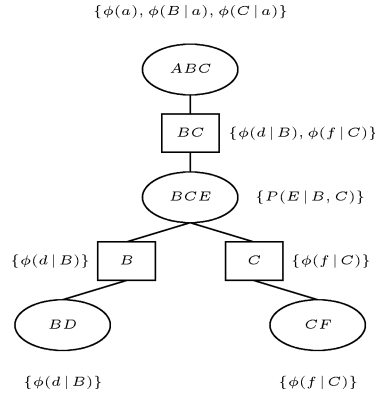 {ϕ(a), ϕ(B | a), ϕ(C | a)}
ABC
BC {ϕ(d | B), ϕ(f | C)}
BCE {P(E | B, C)}
{ϕ(d | B)} B C {ϕ(f | C)}
BD CF
{ϕ(d | B)} {ϕ(f | C)}